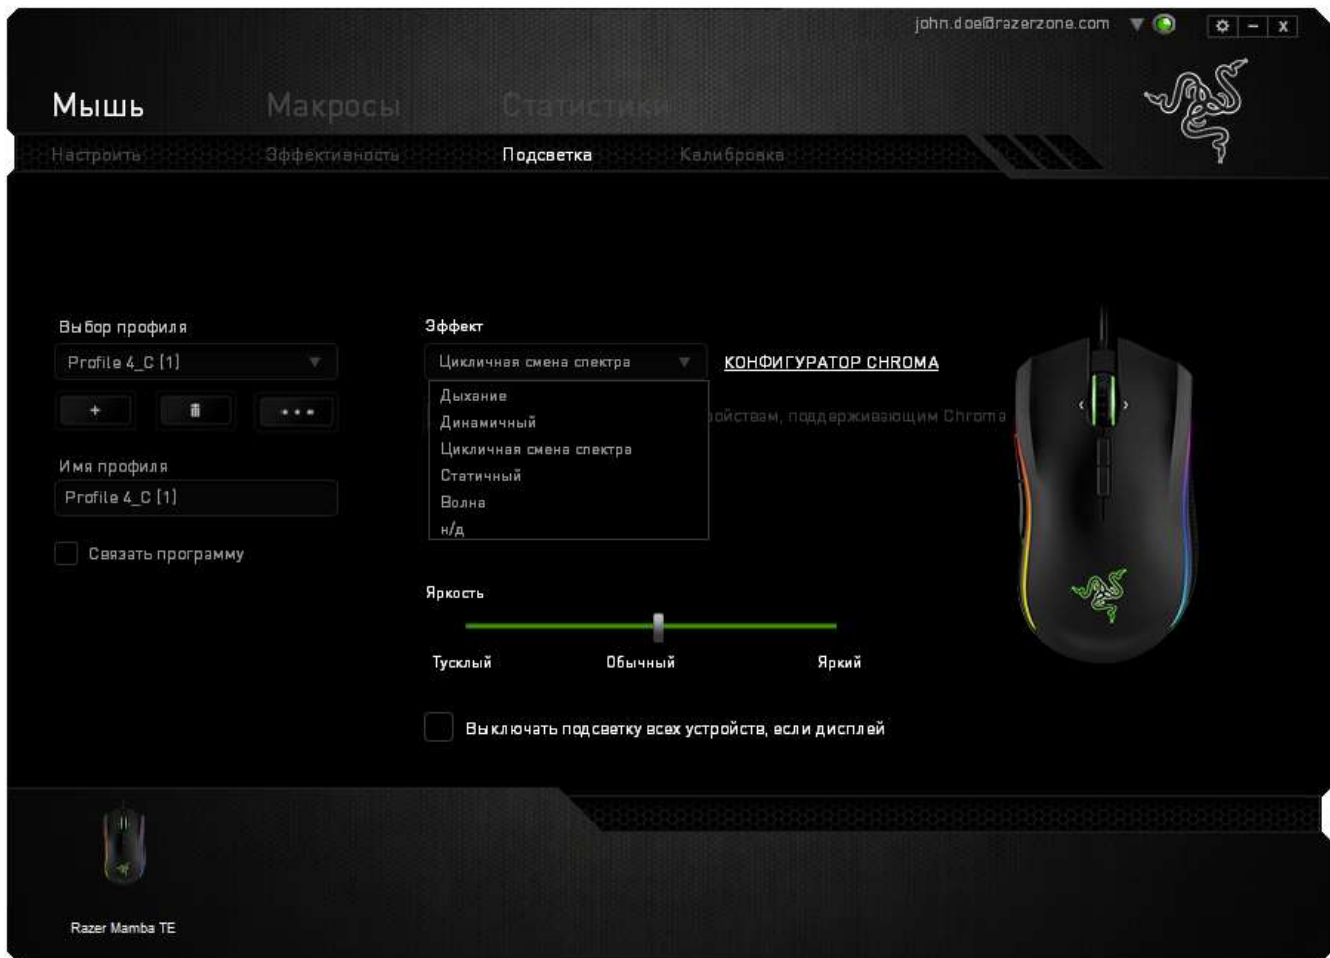 john.doe@razerzone.com
Мышь
Макросы
Статистики
Настроить
Эффективность
Подсветка
Калибровка
Выбор профиля
Profile 4_C (1)
Имя профиля
Profile 4_C (1)
Связать программу
Эффект
Цикличная смена спектра
КОНФИГУРАТОР CHROMA
Дыхание
Динамичный
Цикличная смена спектра
Статичный
Волна
н/д
поддерживающим Chroma
Яркость
Тусклый
Обычный
Яркий
Выключать подсветку всех устройств, если дисплей
Razer Mamba TE